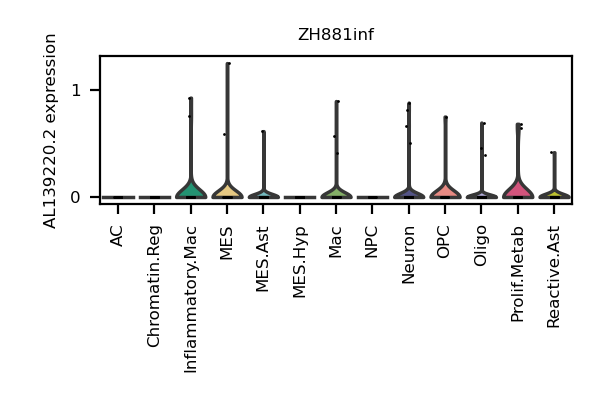 ZH881inf
AL139220.2 expression
1
0
AC
Chromatin.Reg
Inflammatory.Mac
MES
MES.Ast
MES.Hyp
Mac
NPC
Neuron
OPC
Oligo
Prolif.Metab
Reactive.Ast